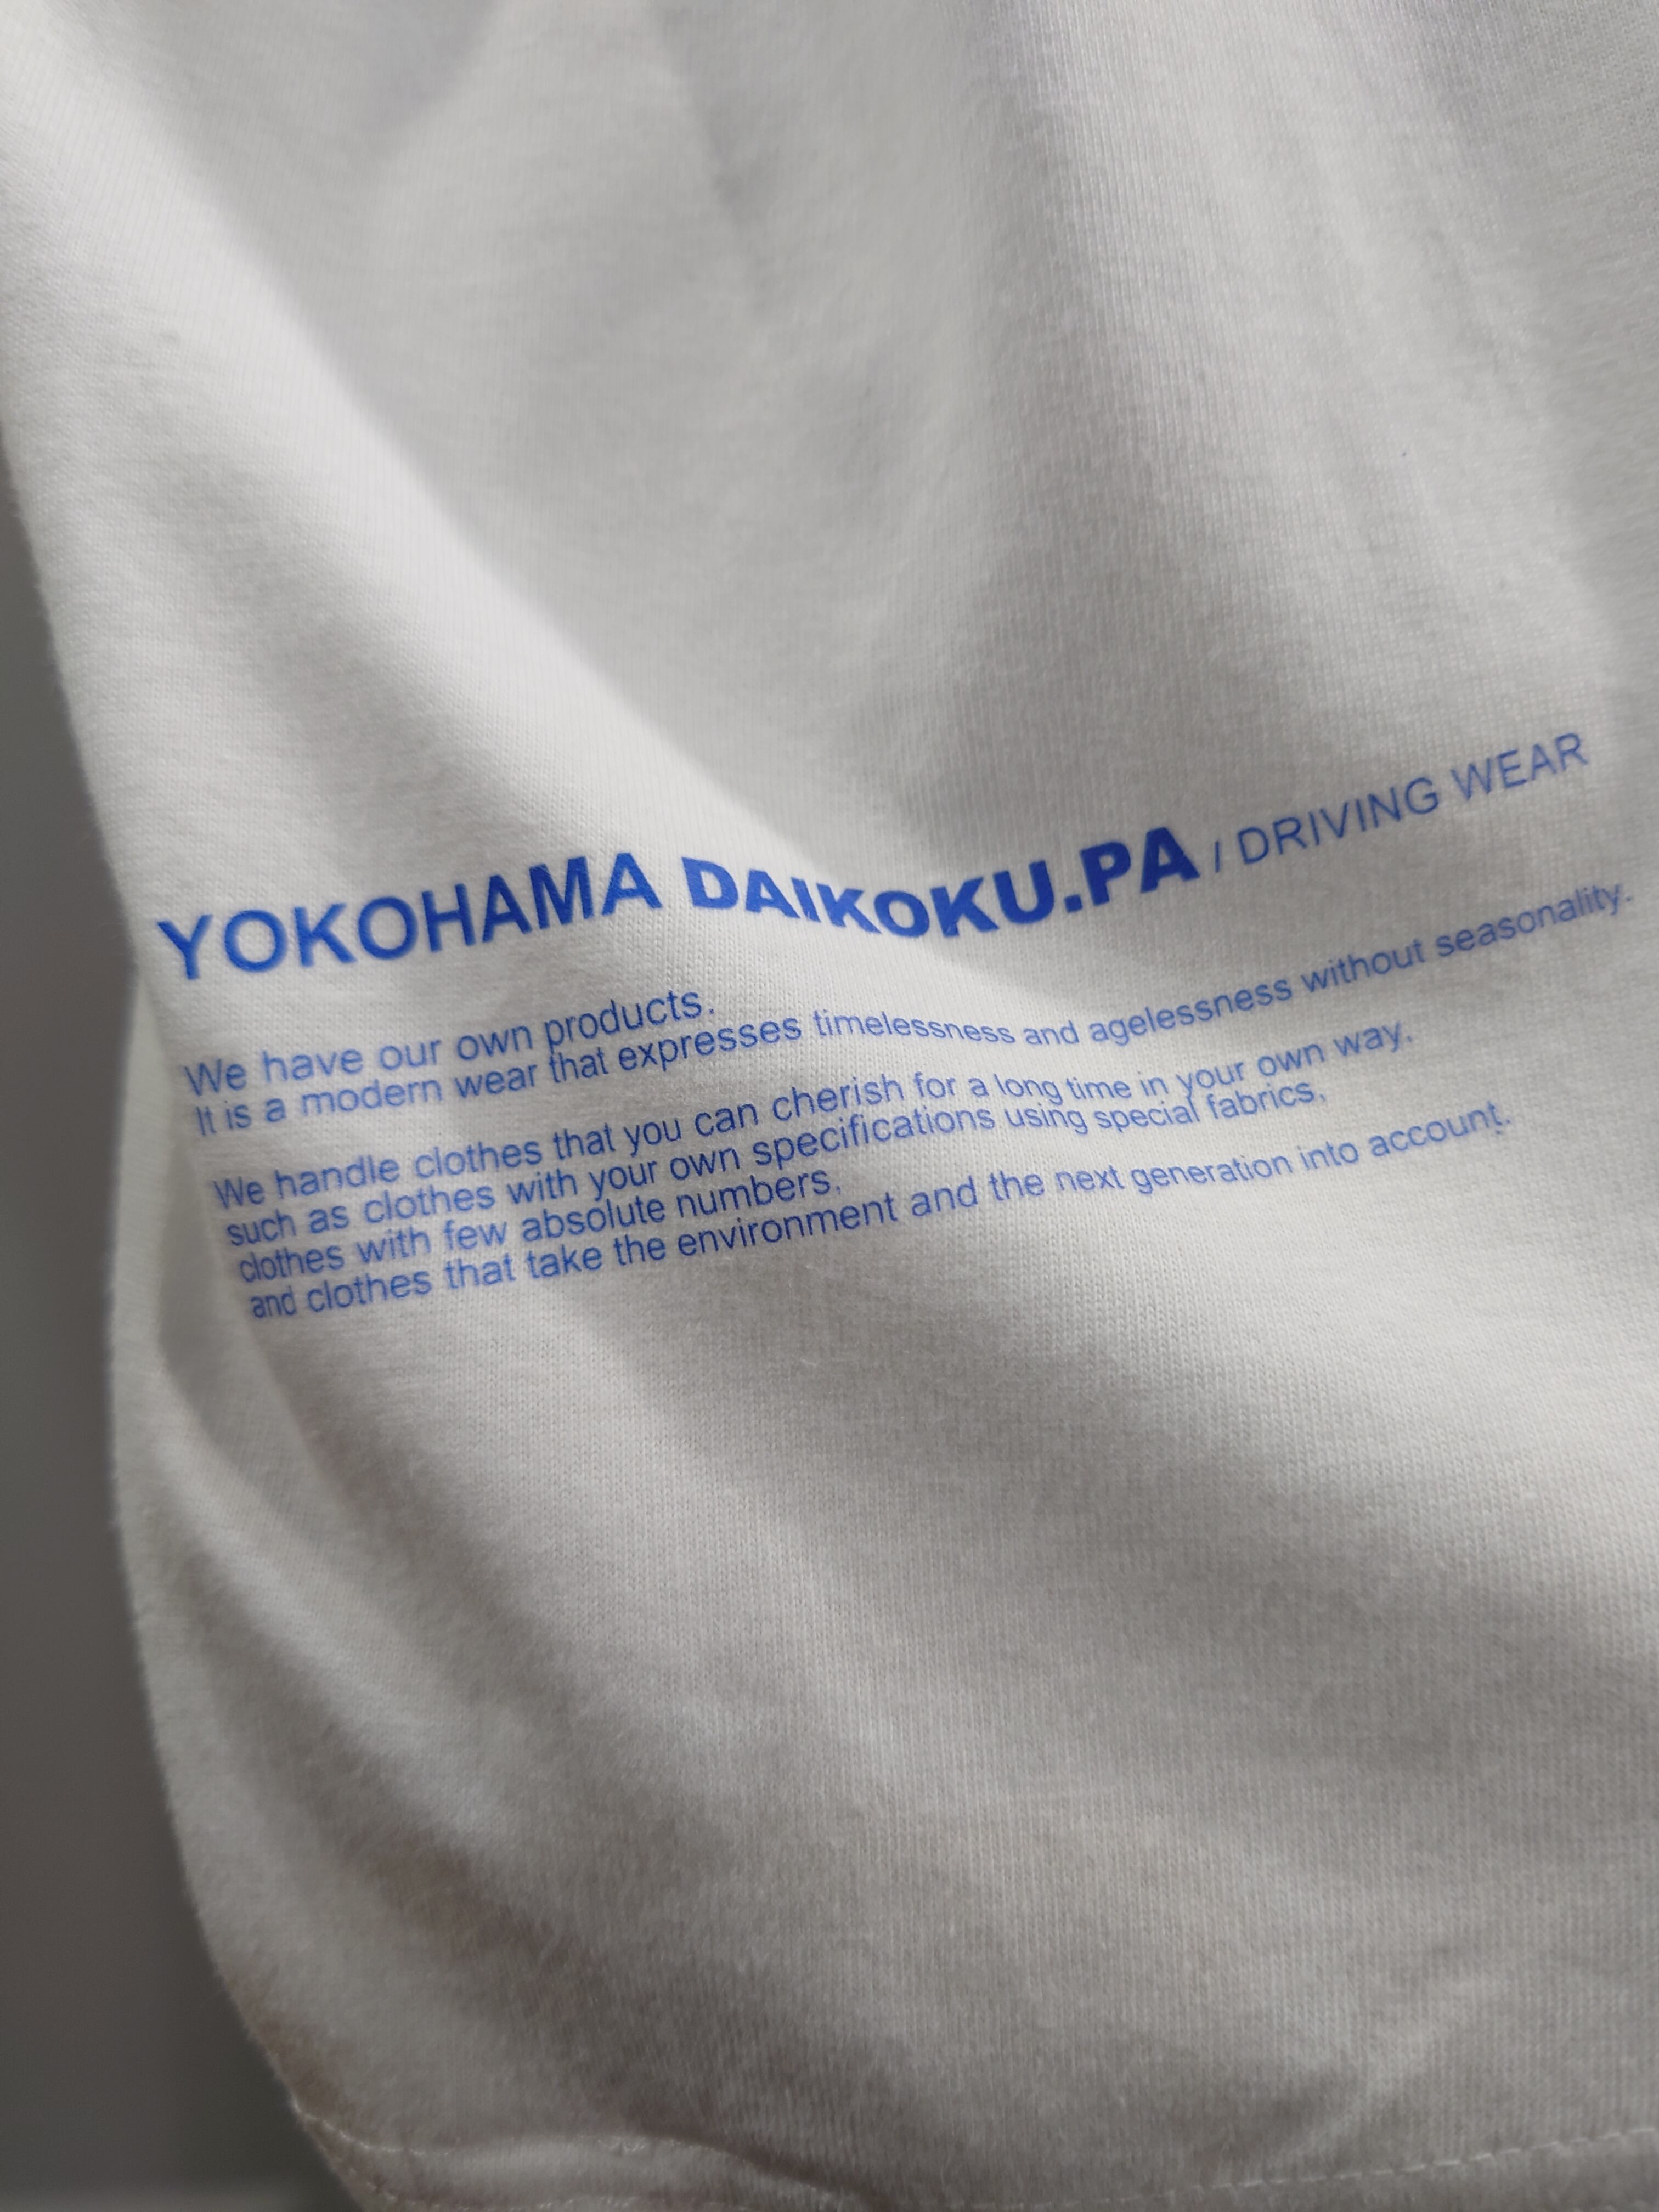 YOKOHAMA DAIKOKU.PA / DRIVING WEAR
We have our own products.
It is a modern wear that expresses timelessness and agelessness without seasonality.
We handle clothes that you can cherish for a long time in your own way,
such as clothes with your own specifications using special fabrics,
clothes with few absolute numbers,
and clothes that take the environment and the next generation into account.